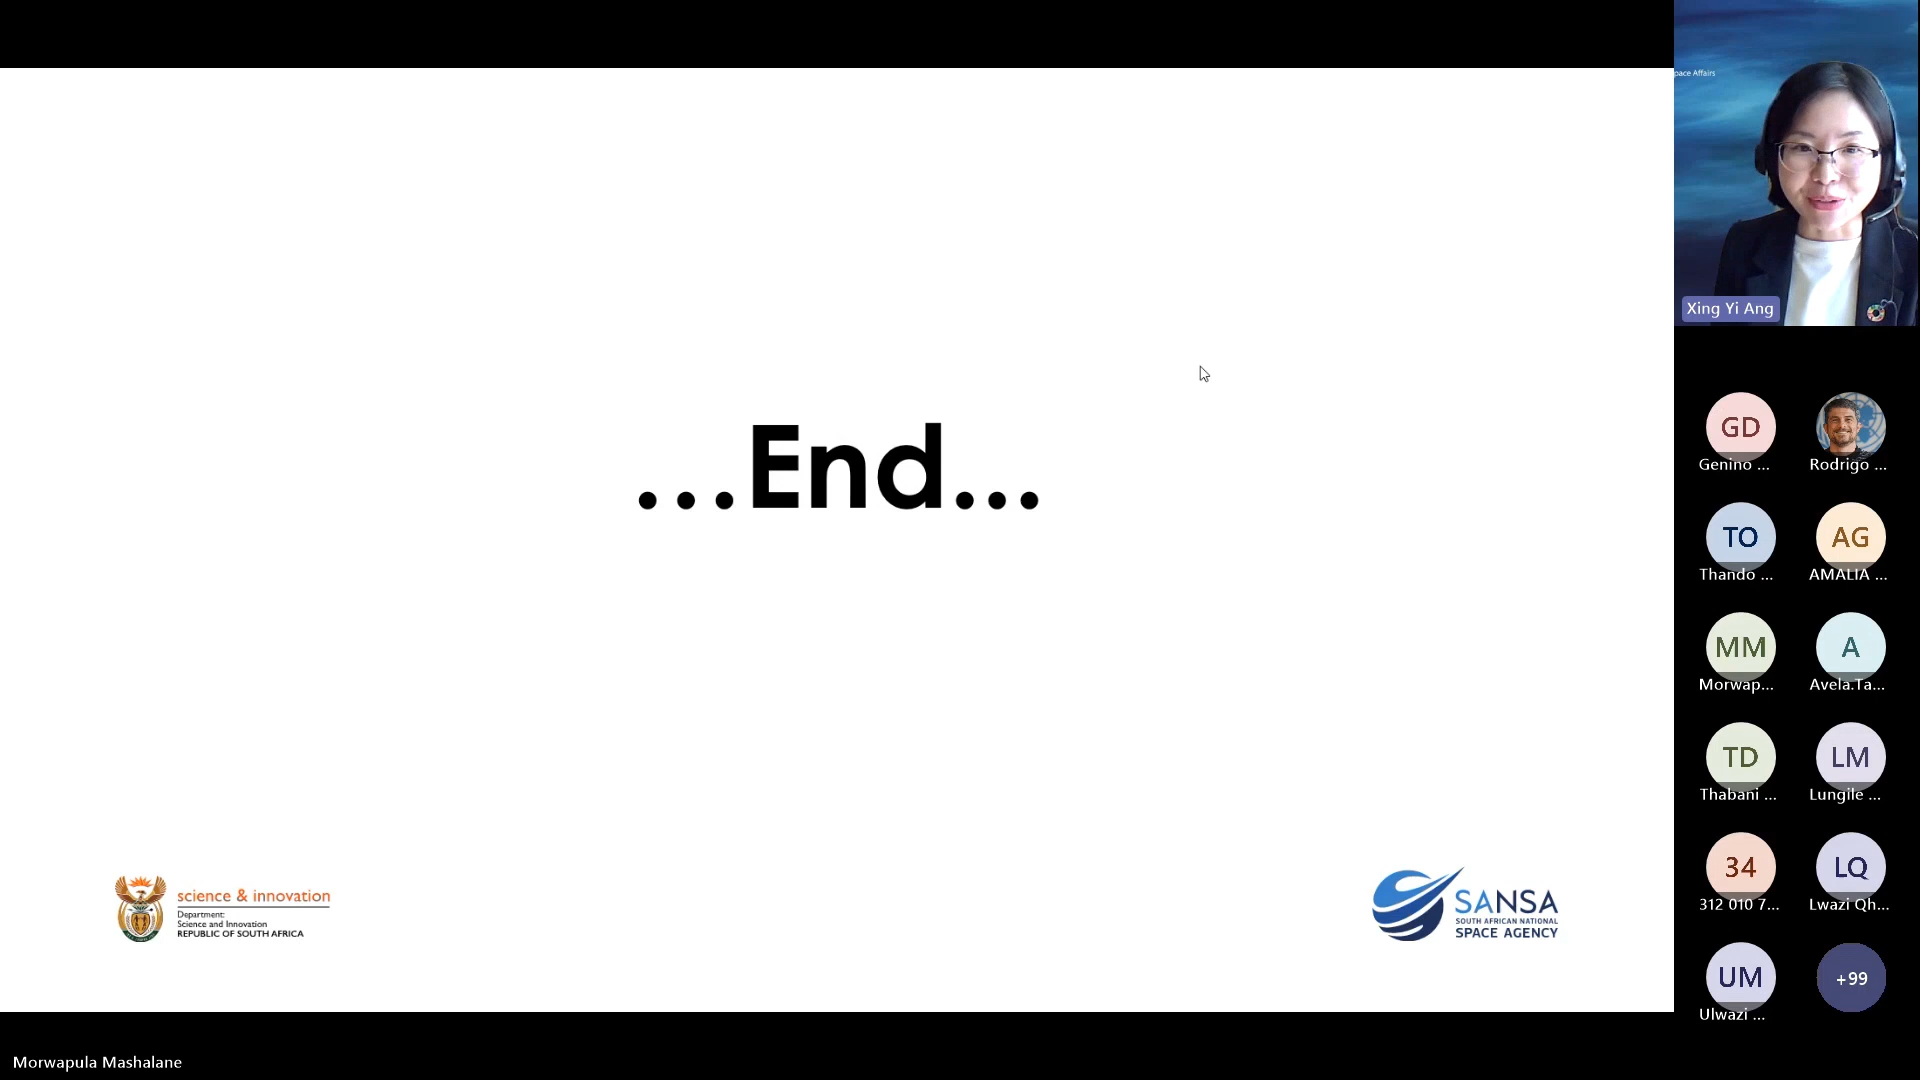 pace Affairs
Xing Yi Ang
...End...
GD
Genino ...
Rodrigo ...
TO
Thando ...
AG
AMALIA ...
MM
Morwap...
A
Avela.Ta...
TD
Thabani ...
LM
Lungile ...
34
312 010 7...
LQ
Lwazi Qh...
UM
Ulwazi ...
+99
science & innovation
Department:
Science and Innovation
REPUBLIC OF SOUTH AFRICA
SANSA
SOUTH AFRICAN NATIONAL
SPACE AGENCY
Morwapula Mashalane